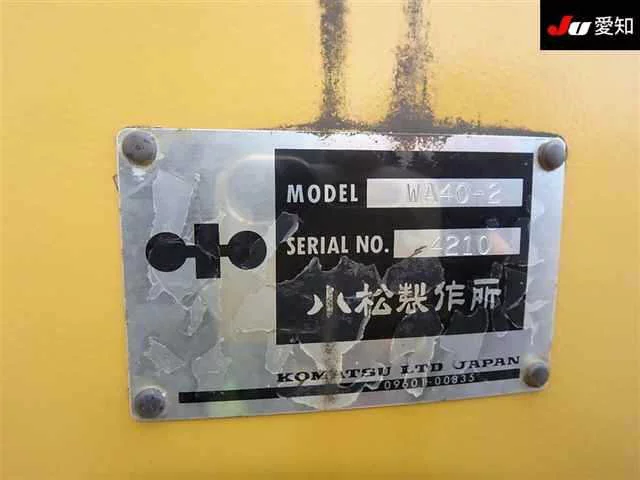 JU 愛知
MODEL WA40-2
SERIAL NO. 4210
小松製作所
KOMATSU LTD JAPAN
09601-00835